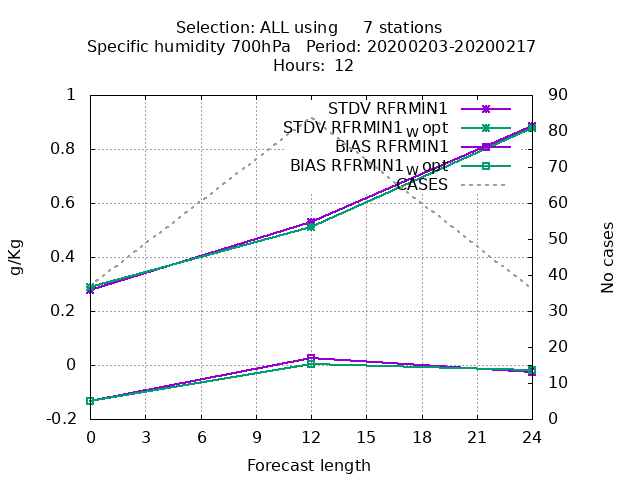 Selection: ALL using     7 stations
Specific humidity 700hPa   Period: 20200203-20200217
Hours: 12
STDV RFRMIN1
STDV RFRMIN1_w opt
BIAS RFRMIN1
BIAS RFRMIN1_w opt
CASES
1
0.8
0.6
0.4
0.2
0
-0.2
g/Kg
90
80
70
60
50
40
30
20
10
0
No cases
0 3 6 9 12 15 18 21 24
Forecast length